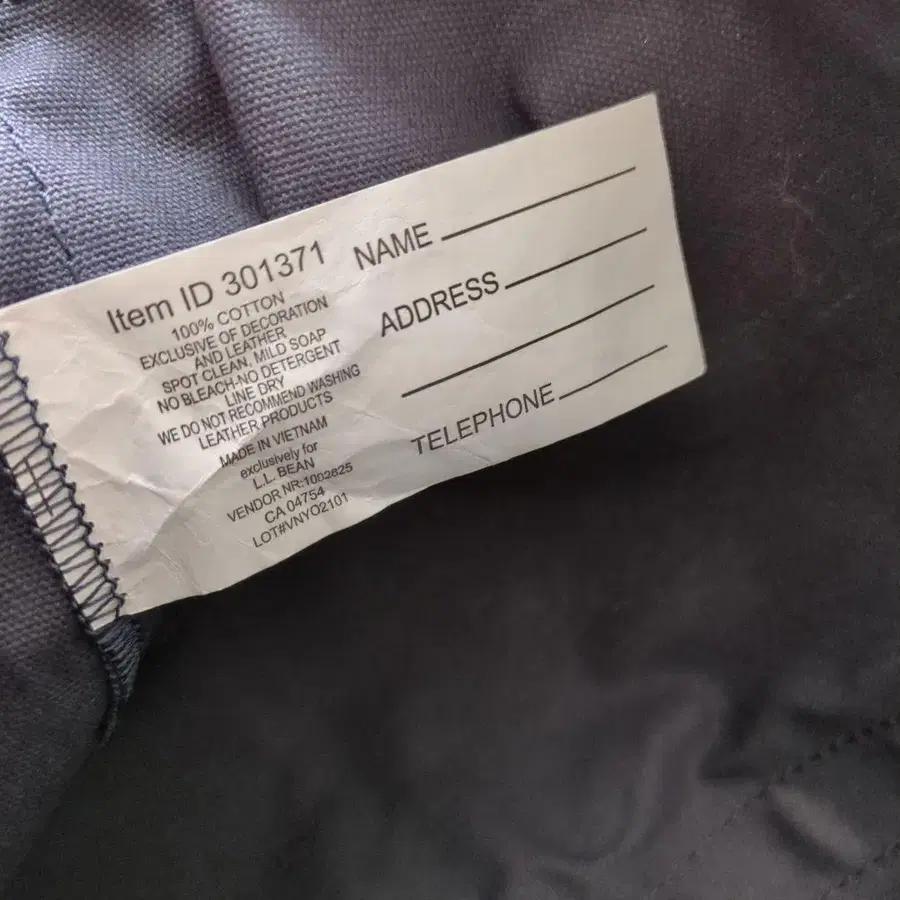 Item ID 301371
100% COTTON
EXCLUSIVE OF DECORATION
AND LEATHER
SPOT CLEAN, MILD SOAP
NO BLEACH-NO DETERGENT
LINE DRY
WE DO NOT RECOMMEND WASHING
LEATHER PRODUCTS
MADE IN VIETNAM
exclusively for
L.L. BEAN
VENDOR NR:1002625
CA 04754
LOT#VNYO2101
NAME
ADDRESS
TELEPHONE